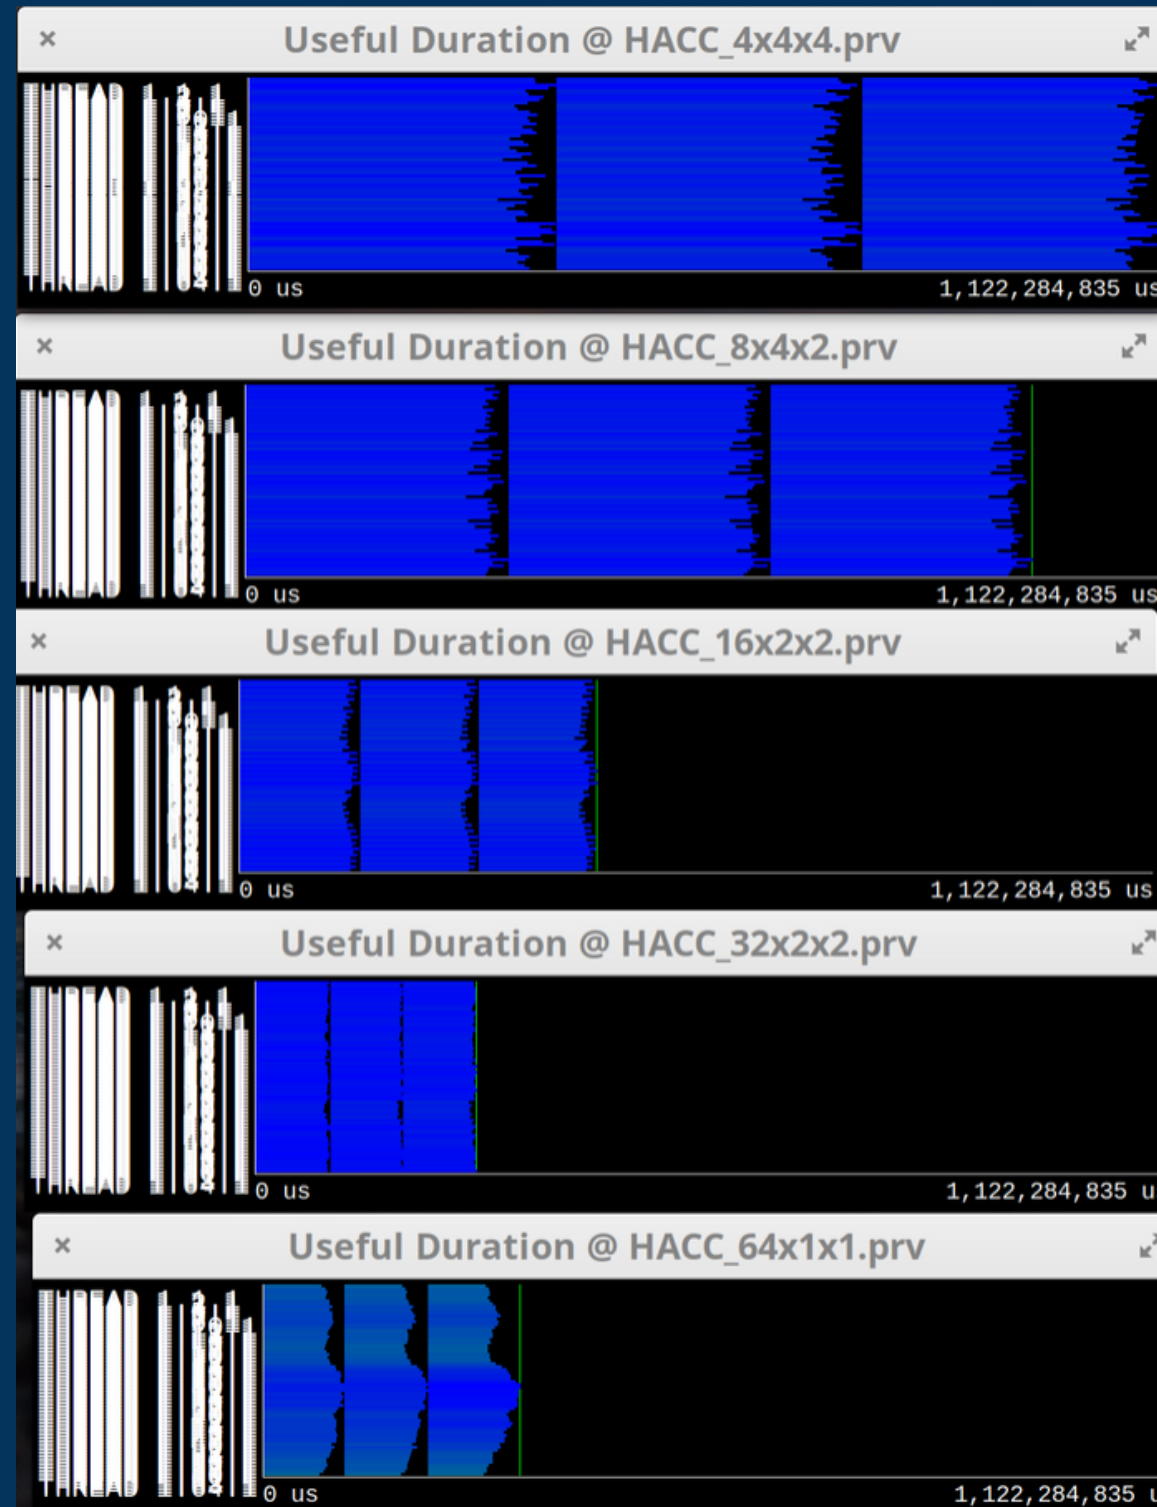 × Useful Duration @ HACC_4x4x4.prv
0 us 1,122,284,835 us
× Useful Duration @ HACC_8x4x2.prv
0 us 1,122,284,835 us
× Useful Duration @ HACC_16x2x2.prv
0 us 1,122,284,835 us
× Useful Duration @ HACC_32x2x2.prv
0 us 1,122,284,835 u
× Useful Duration @ HACC_64x1x1.prv
0 us 1,122,284,835 u